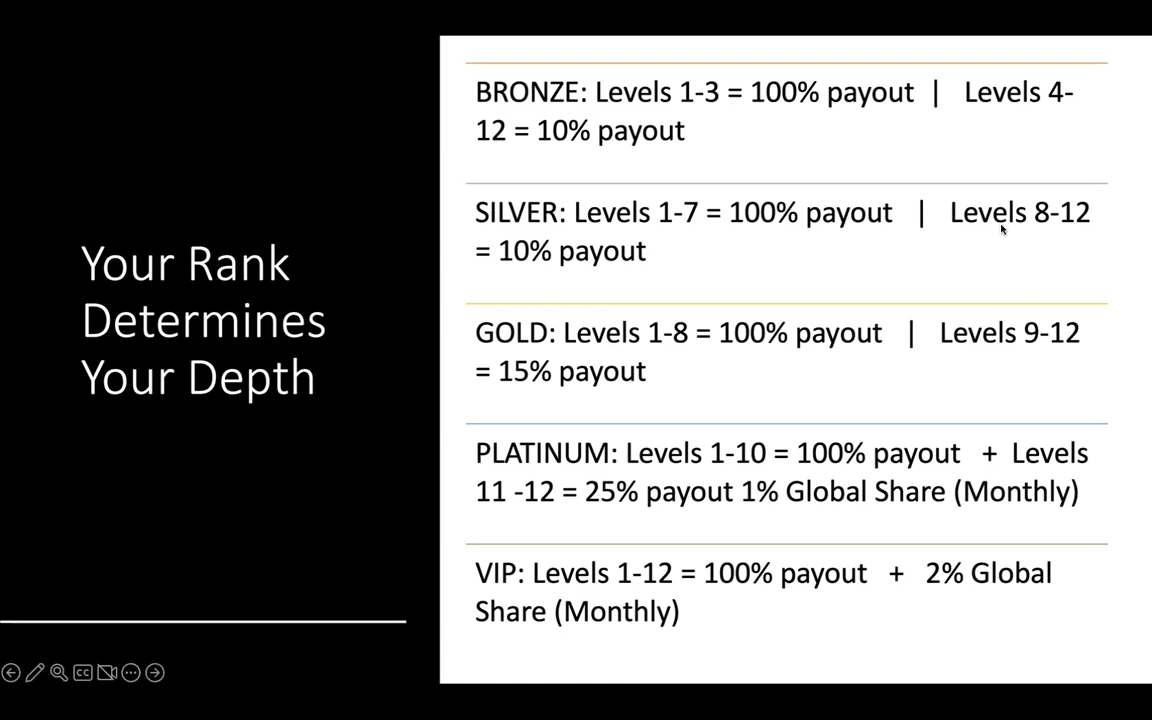 Your Rank
Determines
Your Depth
BRONZE: Levels 1-3 = 100% payout | Levels 4-
12 = 10% payout
SILVER: Levels 1-7 = 100% payout | Levels 8-12
= 10% payout
GOLD: Levels 1-8 = 100% payout | Levels 9-12
= 15% payout
PLATINUM: Levels 1-10 = 100% payout + Levels
11 -12 = 25% payout 1% Global Share (Monthly)
VIP: Levels 1-12 = 100% payout + 2% Global
Share (Monthly)
CC